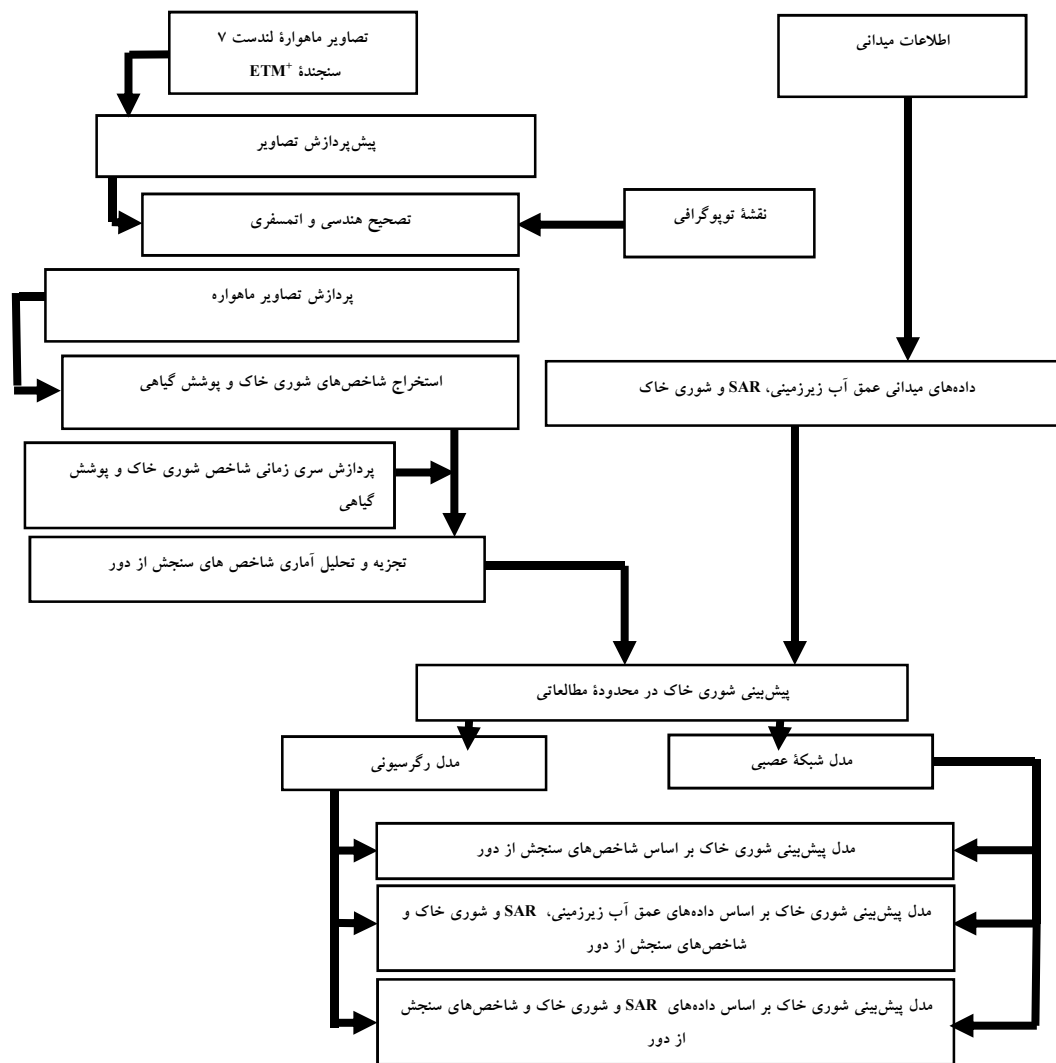 تصاویر ماهوارهٔ لندست ۷
سنجندهٔ ETM+
اطلاعات میدانی
پیش‌پردازش تصاویر
تصحیح هندسی و اتمسفری
نقشهٔ توپوگرافی
پردازش تصاویر ماهواره
استخراج شاخص‌های شوری خاک و پوشش گیاهی
داده‌های میدانی عمق آب زیرزمینی، SAR و شوری خاک
پردازش سری زمانی شاخص شوری خاک و پوشش
گیاهی
تجزیه و تحلیل آماری شاخص های سنجش از دور
پیش‌بینی شوری خاک در محدودهٔ مطالعاتی
مدل شبکهٔ عصبی
مدل رگرسیونی
مدل پیش‌بینی شوری خاک بر اساس شاخص‌های سنجش از دور
مدل پیش‌بینی شوری خاک بر اساس داده‌های عمق آب زیرزمینی، SAR و شوری خاک و
شاخص‌های سنجش از دور
مدل پیش‌بینی شوری خاک بر اساس داده‌های SAR و شوری خاک و شاخص‌های سنجش
از دور